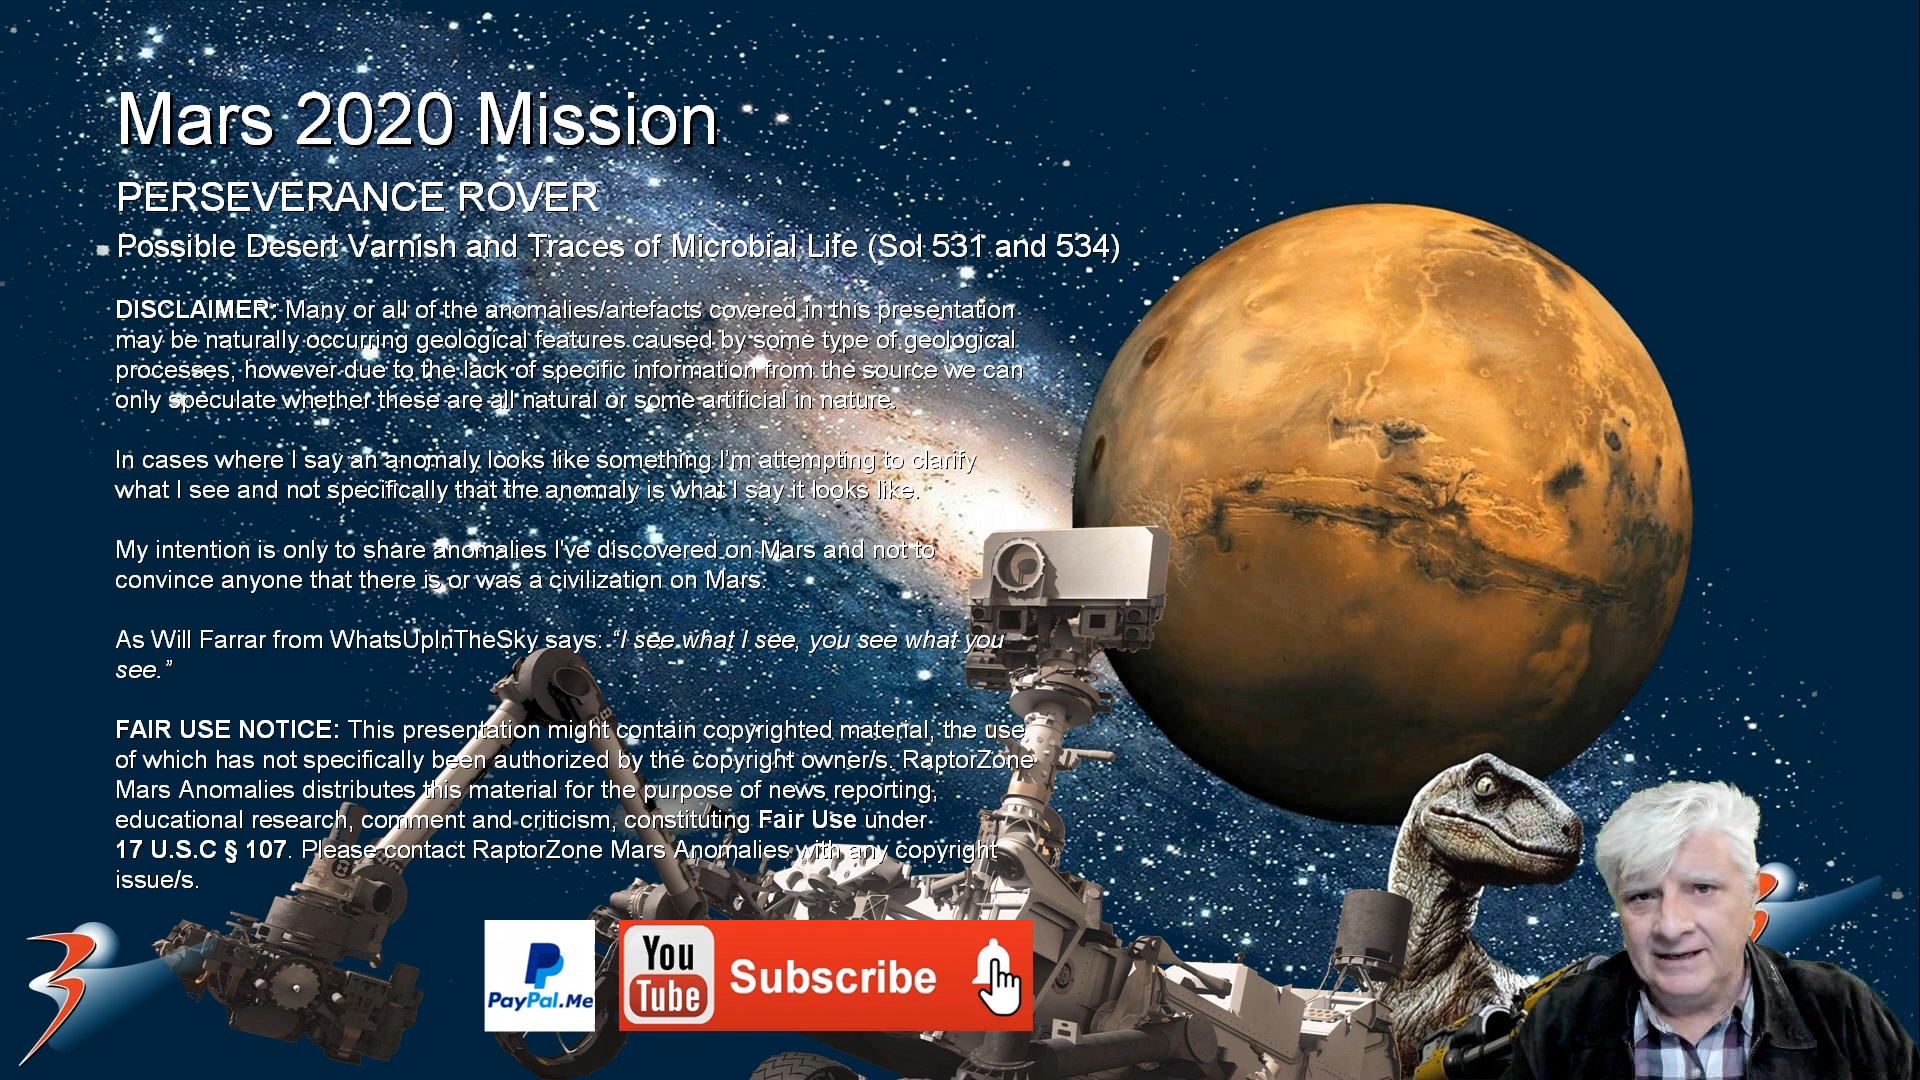 Mars 2020 Mission
PERSEVERANCE ROVER
Possible Desert Varnish and Traces of Microbial Life (Sol 531 and 534)
DISCLAIMER: Many or all of the anomalies/artefacts covered in this presentation
may be naturally occurring geological features caused by some type of geological
processes, however due to the lack of specific information from the source we can
only speculate whether these are all natural or some artificial in nature.
In cases where I say an anomaly looks like something I'm attempting to clarify
what I see and not specifically that the anomaly is what I say it looks like.
My intention is only to share anomalies I've discovered on Mars and not to
convince anyone that there is or was a civilization on Mars.
As Will Farrar from WhatsUpInTheSky says: “I see what I see, you see what you
see.”
FAIR USE NOTICE: This presentation might contain copyrighted material, the use
of which has not specifically been authorized by the copyright owner/s. RaptorZone
Mars Anomalies distributes this material for the purpose of news reporting,
educational research, comment and criticism, constituting Fair Use under
17 U.S.C § 107. Please contact RaptorZone Mars Anomalies with any copyright
issue/s.
PayPal.Me
You
Tube
Subscribe